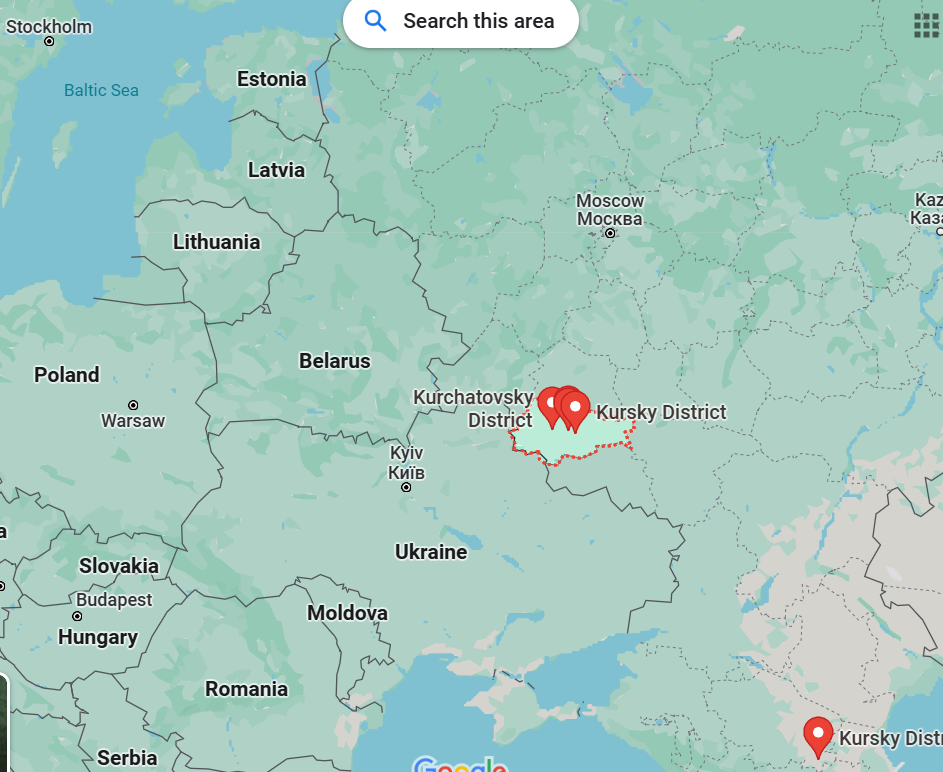 Search this area
Stockholm
Baltic Sea
Estonia
Latvia
Moscow
Москва
Kaz
Каза
Lithuania
Belarus
Poland
Warsaw
Kurchatovsky
District
Kursky District
Kyiv
Київ
Ukraine
a
Slovakia
Budapest
Hungary
Moldova
Romania
Kursky Distr
Serbia
Google